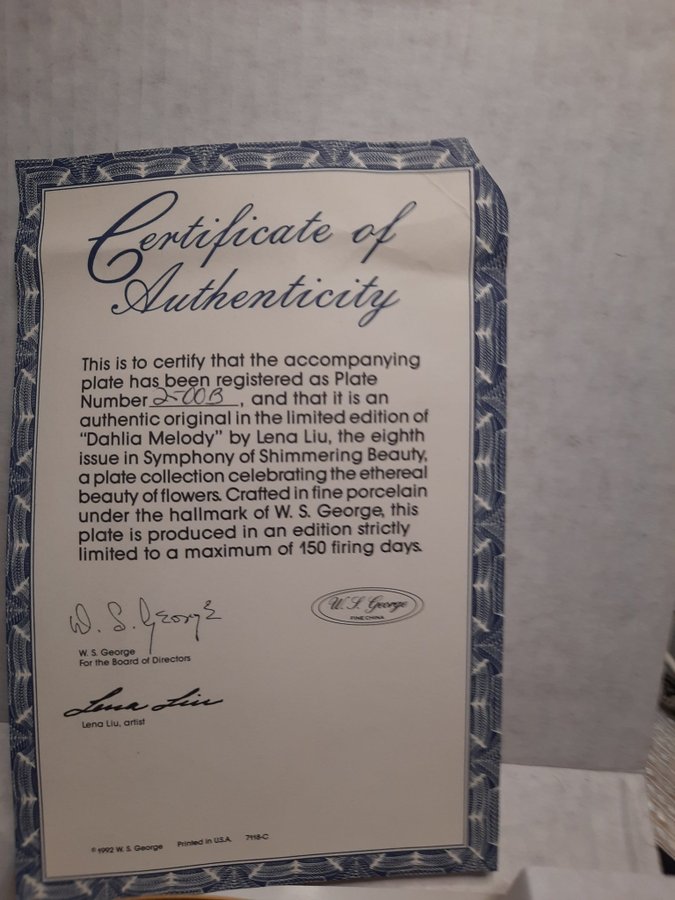 Certificate of
Authenticity
This is to certify that the accompanying
plate has been registered as Plate
Number 2-00B, and that it is an
authentic original in the limited edition of
"Dahlia Melody" by Lena Liu, the eighth
issue in Symphony of Shimmering Beauty,
a plate collection celebrating the ethereal
beauty of flowers. Crafted in fine porcelain
under the hallmark of W. S. George, this
plate is produced in an edition strictly
limited to a maximum of 150 firing days.
W. S. George
W. S. George
For the Board of Directors
W. S. George
FINE CHINA
Lena Liu
Lena Liu, artist
© 1992 W. S. George Printed in U.S.A. 7118-C